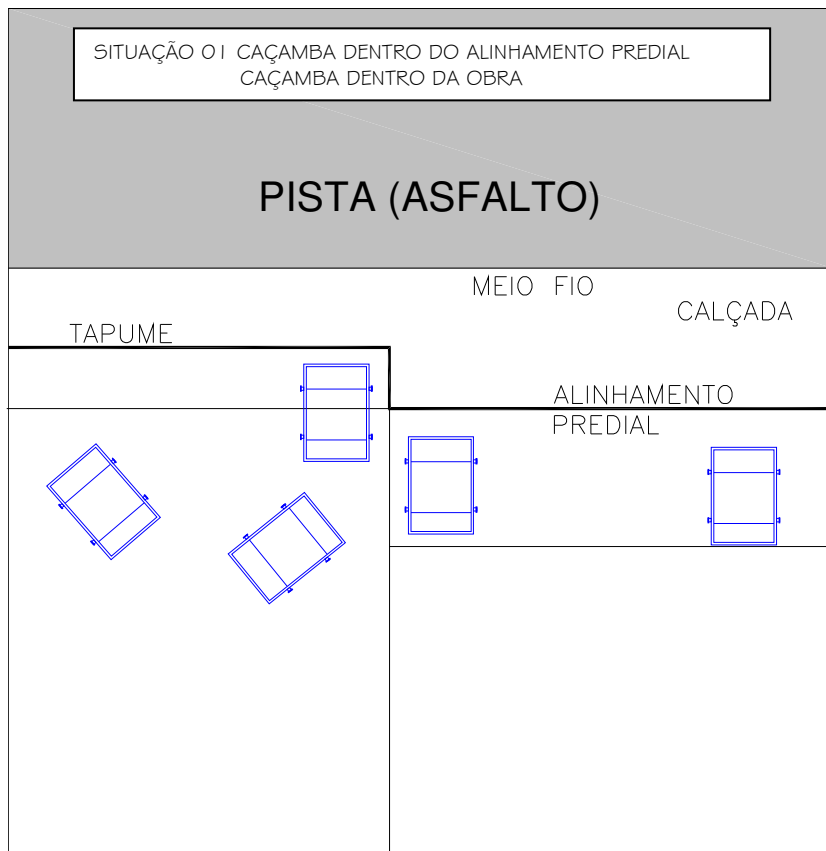 SITUAÇÃO 01 CAÇAMBA DENTRO DO ALINHAMENTO PREDIAL
CAÇAMBA DENTRO DA OBRA
PISTA (ASFALTO)
MEIO FIO
CALÇADA
TAPUME
ALINHAMENTO
PREDIAL